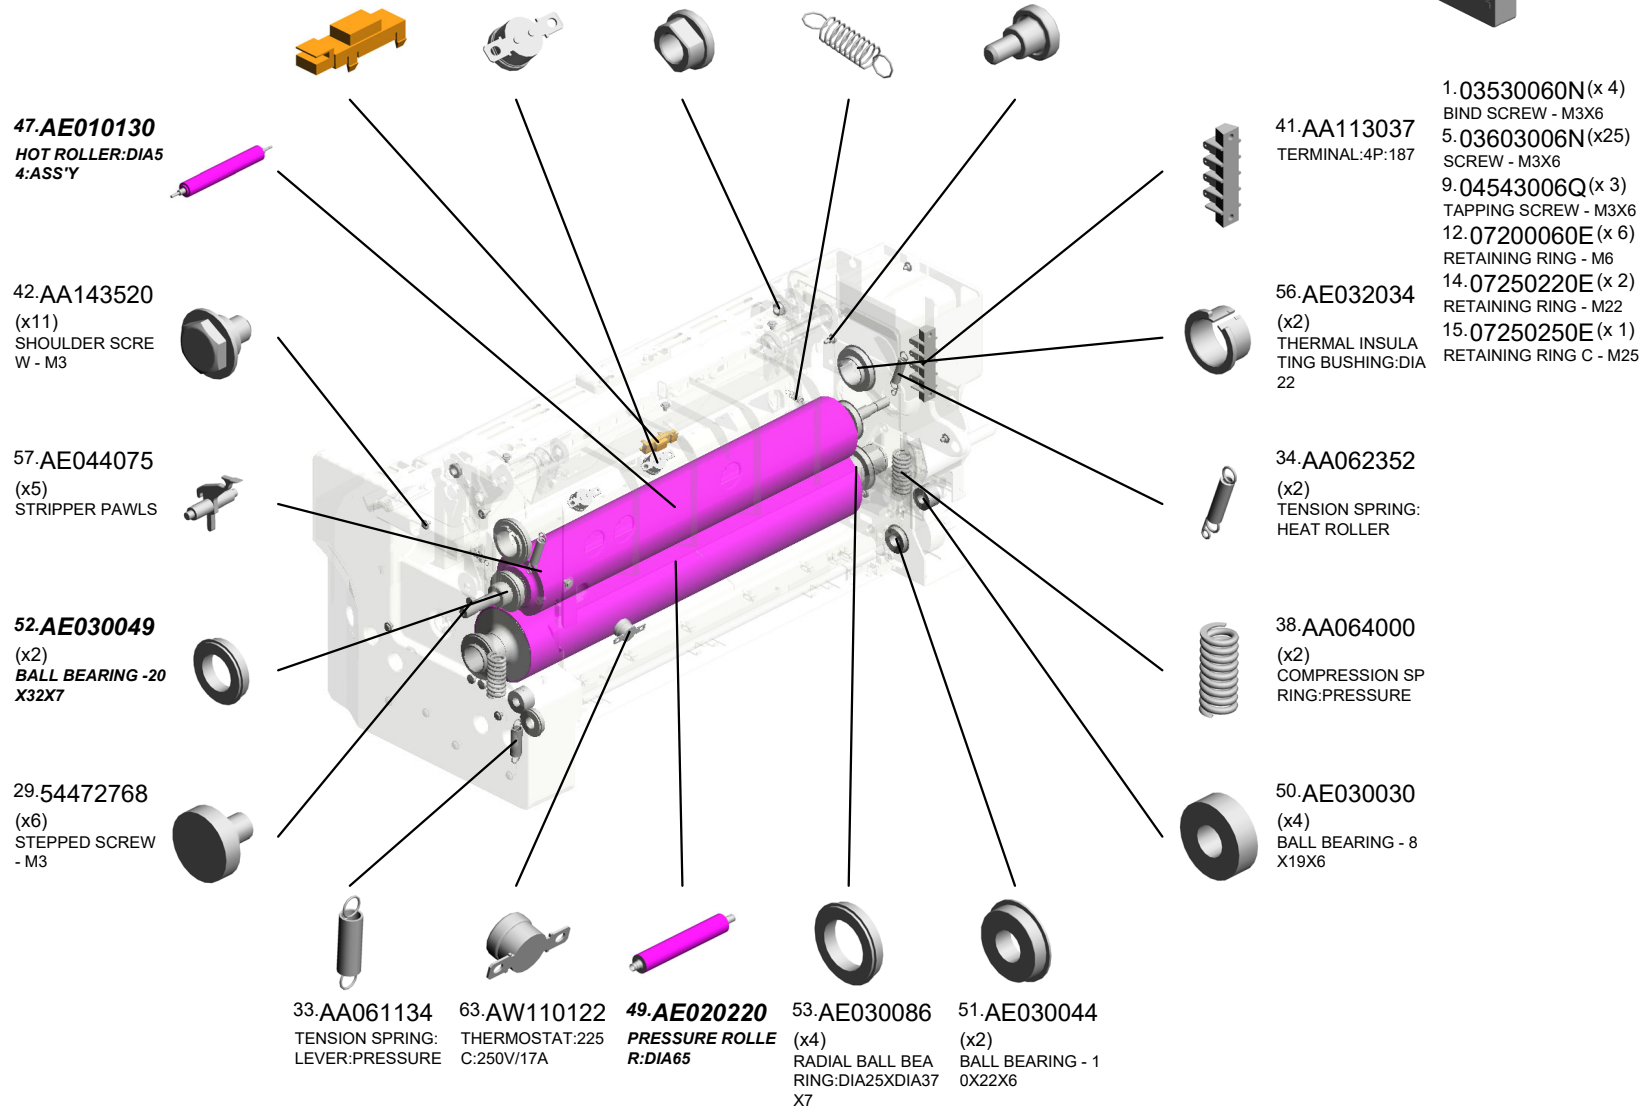 47.AE010130
HOT ROLLER:DIA5
4:ASS'Y
42.AA143520
(x11)
SHOULDER SCRE
W - M3
57.AE044075
(x5)
STRIPPER PAWLS
52.AE030049
(x2)
BALL BEARING -20
X32X7
29.54472768
(x6)
STEPPED SCREW
- M3
33.AA061134
TENSION SPRING:
LEVER:PRESSURE
63.AW110122
THERMOSTAT:225
C:250V/17A
49.AE020220
PRESSURE ROLLE
R:DIA65
53.AE030086
(x4)
RADIAL BALL BEA
RING:DIA25XDIA37
X7
51.AE030044
(x2)
BALL BEARING - 1
0X22X6
41.AA113037
TERMINAL:4P:187
56.AE032034
(x2)
THERMAL INSULA
TING BUSHING:DIA
22
34.AA062352
(x2)
TENSION SPRING:
HEAT ROLLER
38.AA064000
(x2)
COMPRESSION SP
RING:PRESSURE
50.AE030030
(x4)
BALL BEARING - 8
X19X6
1.03530060N(x 4)
BIND SCREW - M3X6
5.03603006N(x25)
SCREW - M3X6
9.04543006Q(x 3)
TAPPING SCREW - M3X6
12.07200060E(x 6)
RETAINING RING - M6
14.07250220E(x 2)
RETAINING RING - M22
15.07250250E(x 1)
RETAINING RING C - M25